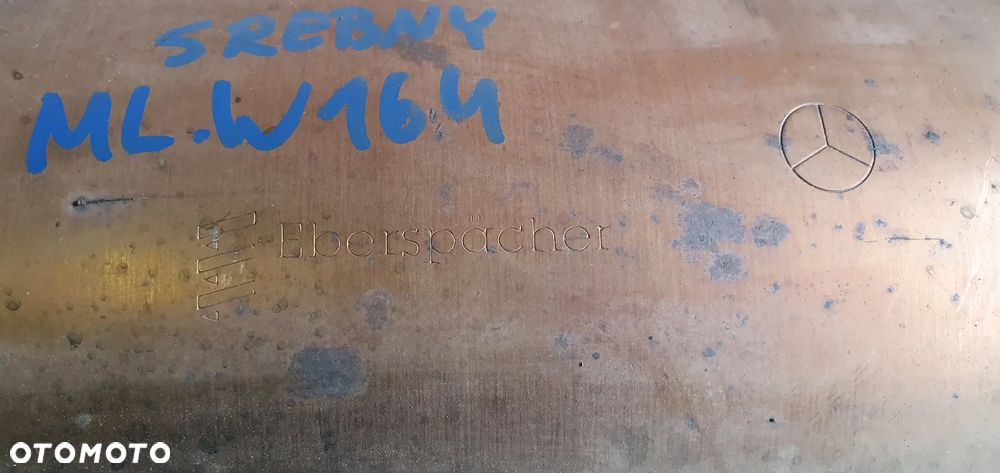 SREBNY
ML.W164
Eberspächer
OTOMOTO